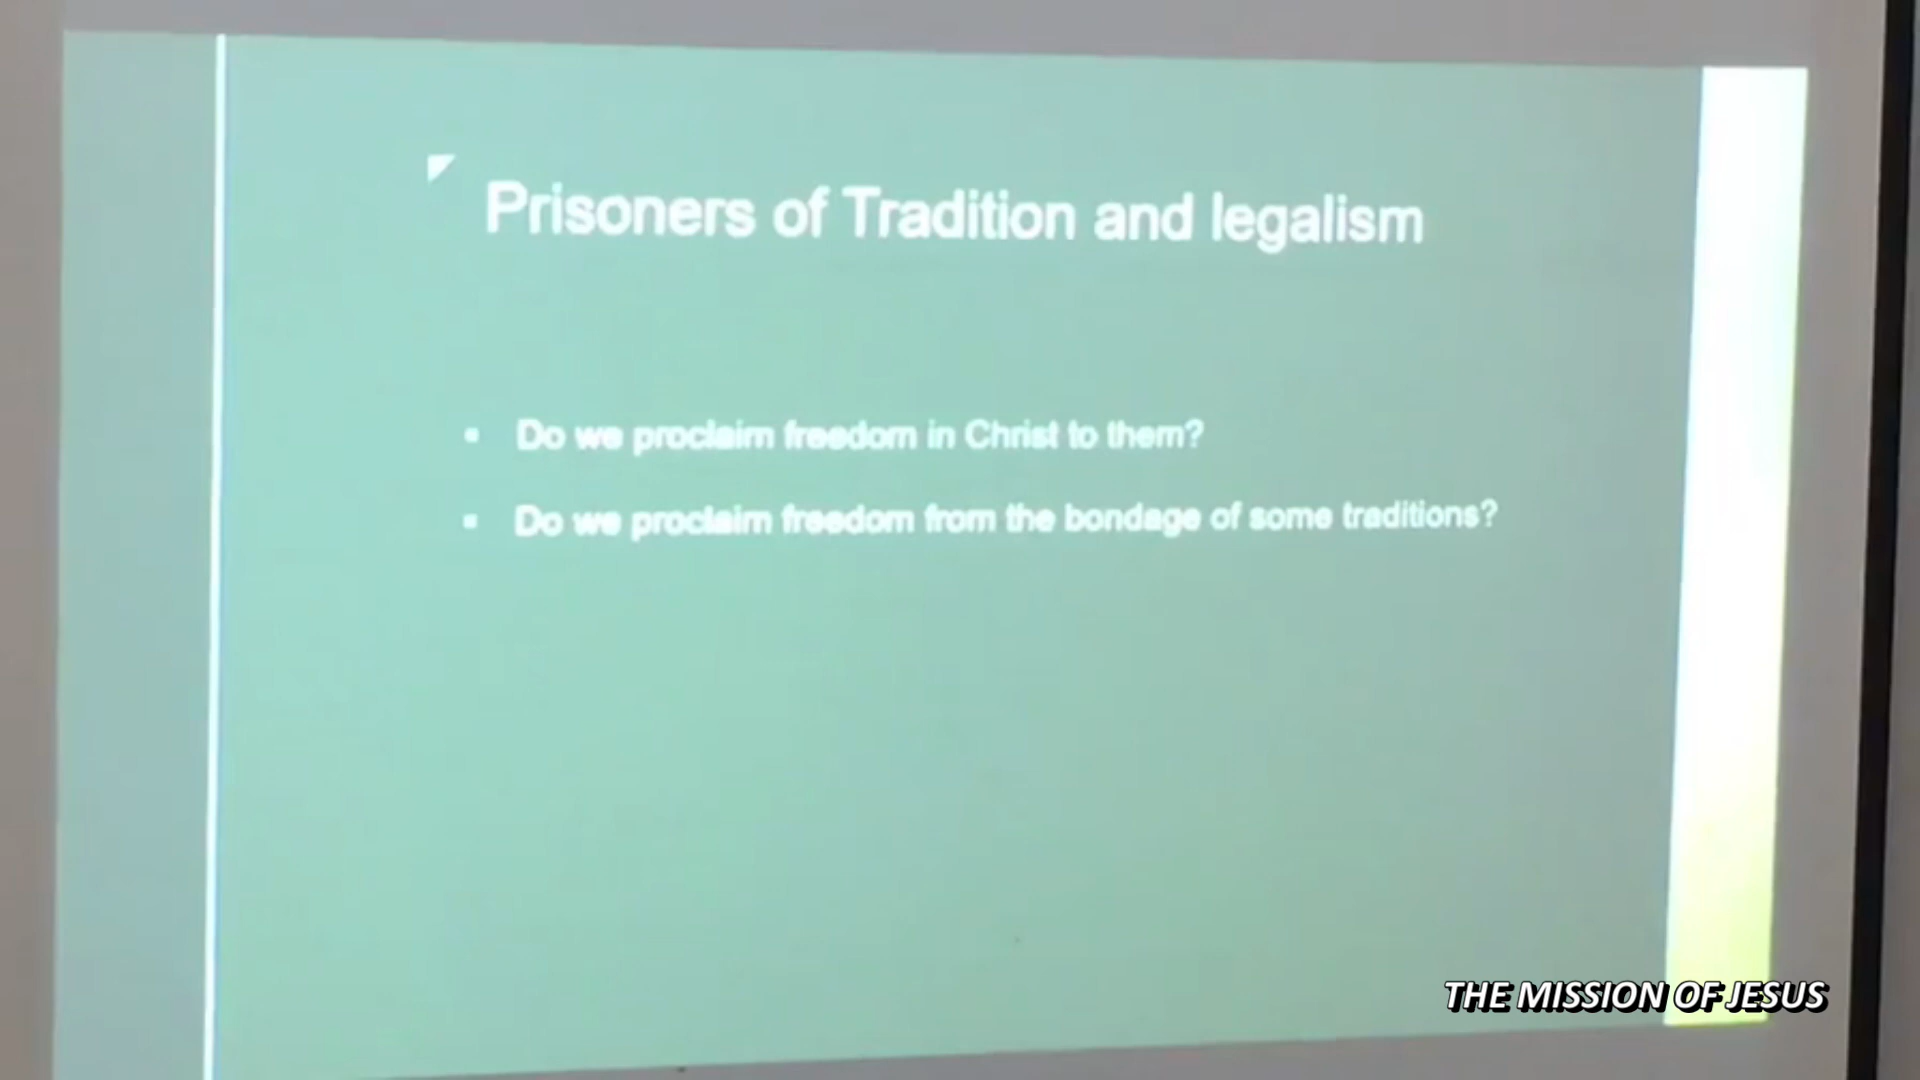 Prisoners of Tradition and legalism
▪ Do we proclaim freedom in Christ to them?
▪ Do we proclaim freedom from the bondage of some traditions?
THE MISSION OF JESUS